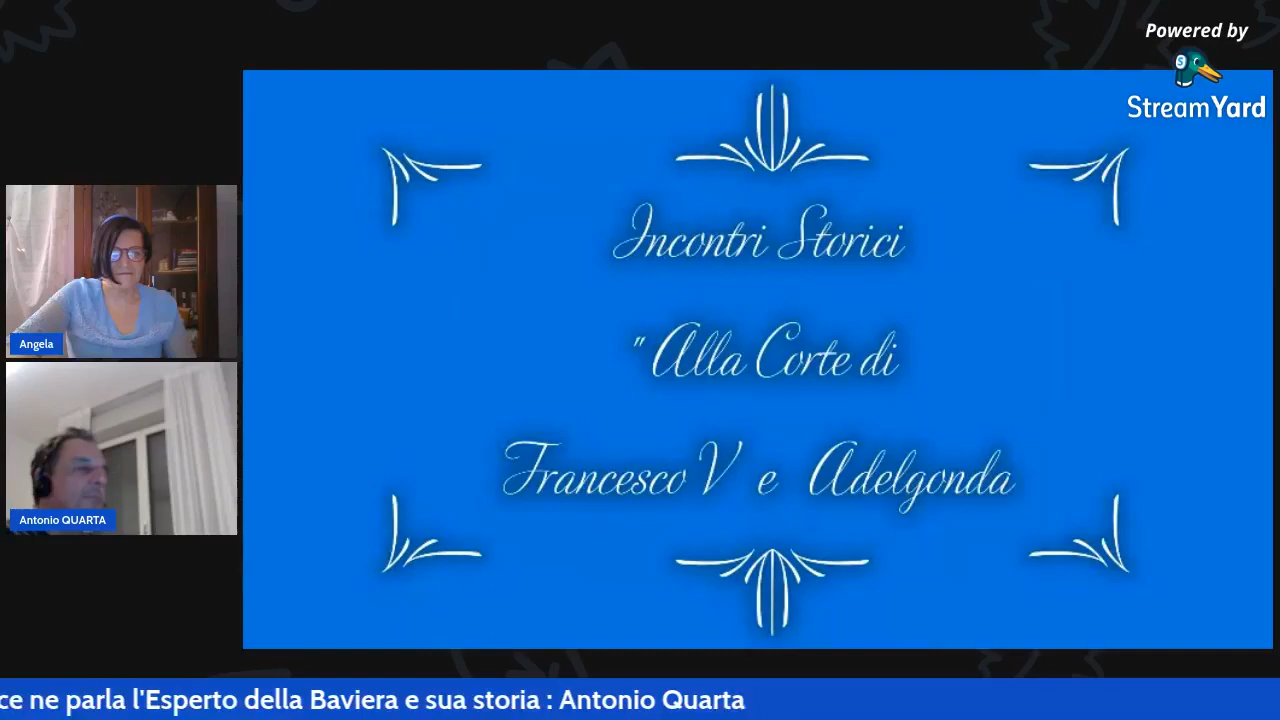 Powered by
StreamYard
Incontri Storici
"Alla Corte di
Francesco V e Adelgonda
Angela
Antonio QUARTA
ce ne parla l'Esperto della Baviera e sua storia : Antonio Quarta